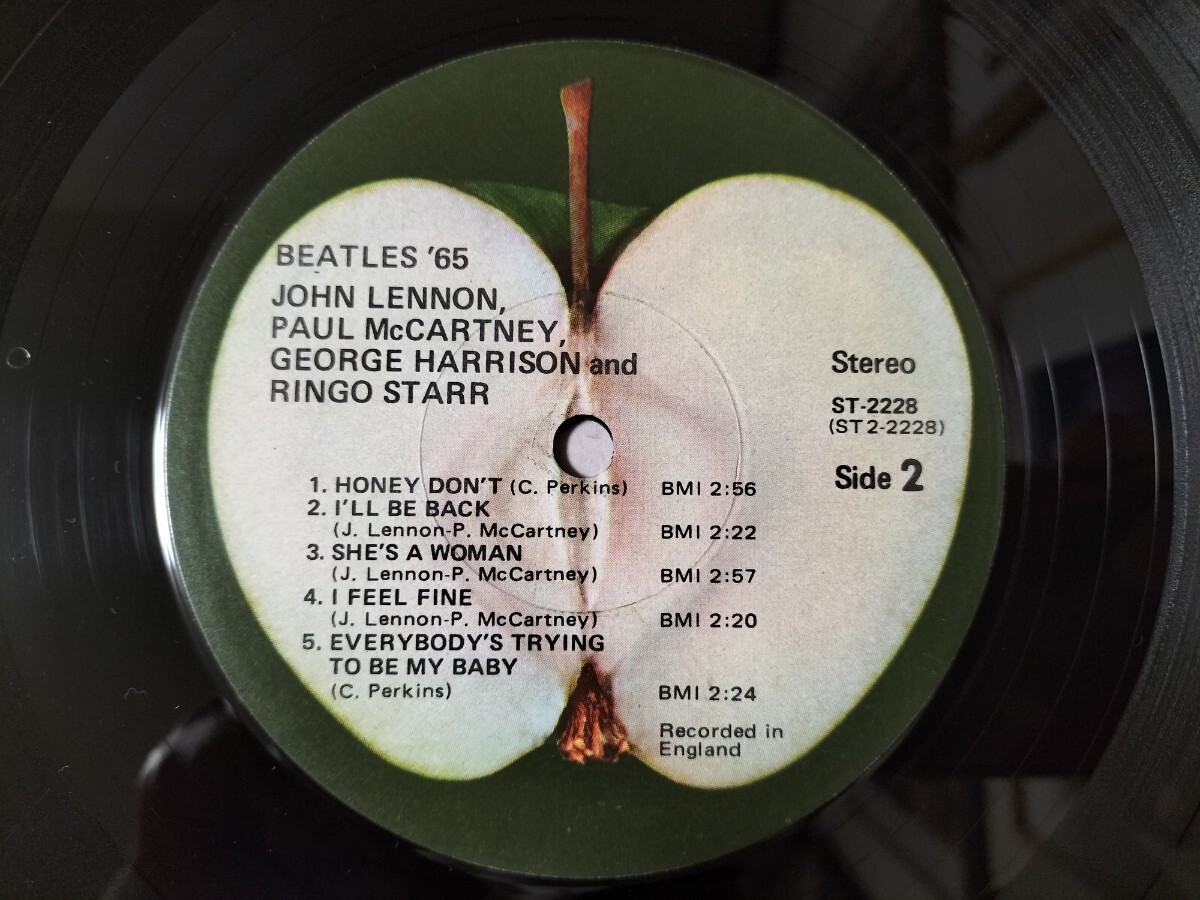 BEATLES '65
JOHN LENNON,
PAUL McCARTNEY,
GEORGE HARRISON and
RINGO STARR
Stereo
ST-2228
(ST 2-2228)
Side 2
1. HONEY DON'T (C. Perkins) BMI 2:56
2. I'LL BE BACK
(J. Lennon-P. McCartney) BMI 2:22
3. SHE'S A WOMAN
(J. Lennon-P. McCartney) BMI 2:57
4. I FEEL FINE
(J. Lennon-P. McCartney) BMI 2:20
5. EVERYBODY'S TRYING
TO BE MY BABY
(C. Perkins) BMI 2:24
Recorded in
England